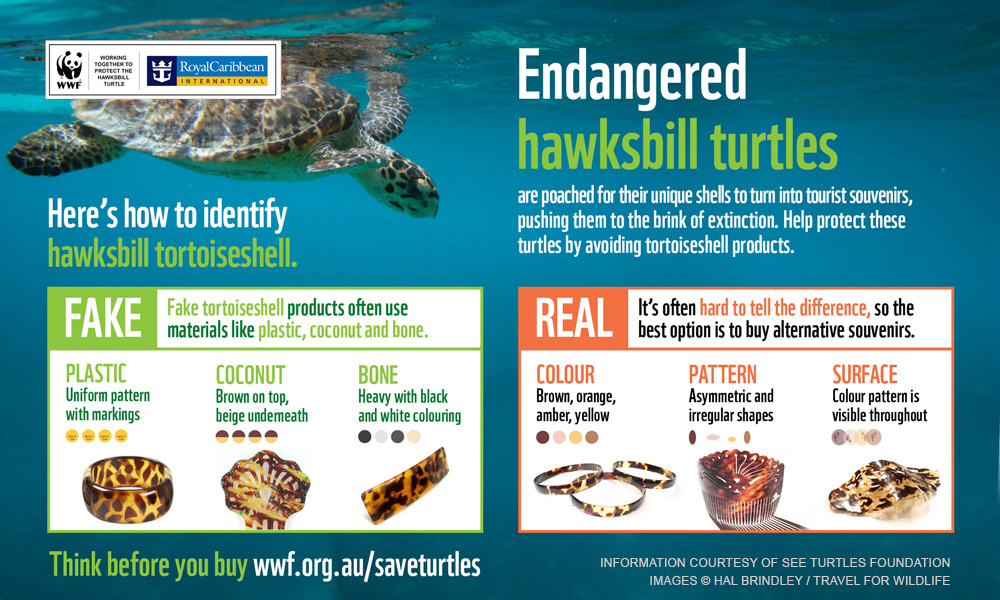 WWF
WORKING
TOGETHER TO
PROTECT THE
HAWKSBILL
TURTLE
RoyalCaribbean
INTERNATIONAL
Here's how to identify
hawksbill tortoiseshell.
Endangered
hawksbill turtles
are poached for their unique shells to turn into tourist souvenirs,
pushing them to the brink of extinction. Help protect these
turtles by avoiding tortoiseshell products.
FAKE
Fake tortoiseshell products often use
materials like plastic, coconut and bone.
PLASTIC
Uniform pattern
with markings
COCONUT
Brown on top,
beige underneath
BONE
Heavy with black
and white colouring
REAL
It's often hard to tell the difference, so the
best option is to buy alternative souvenirs.
COLOUR
Brown, orange,
amber, yellow
PATTERN
Asymmetric and
irregular shapes
SURFACE
Colour pattern is
visible throughout
Think before you buy wwf.org.au/saveturtles
INFORMATION COURTESY OF SEE TURTLES FOUNDATION
IMAGES © HAL BRINDLEY / TRAVEL FOR WILDLIFE